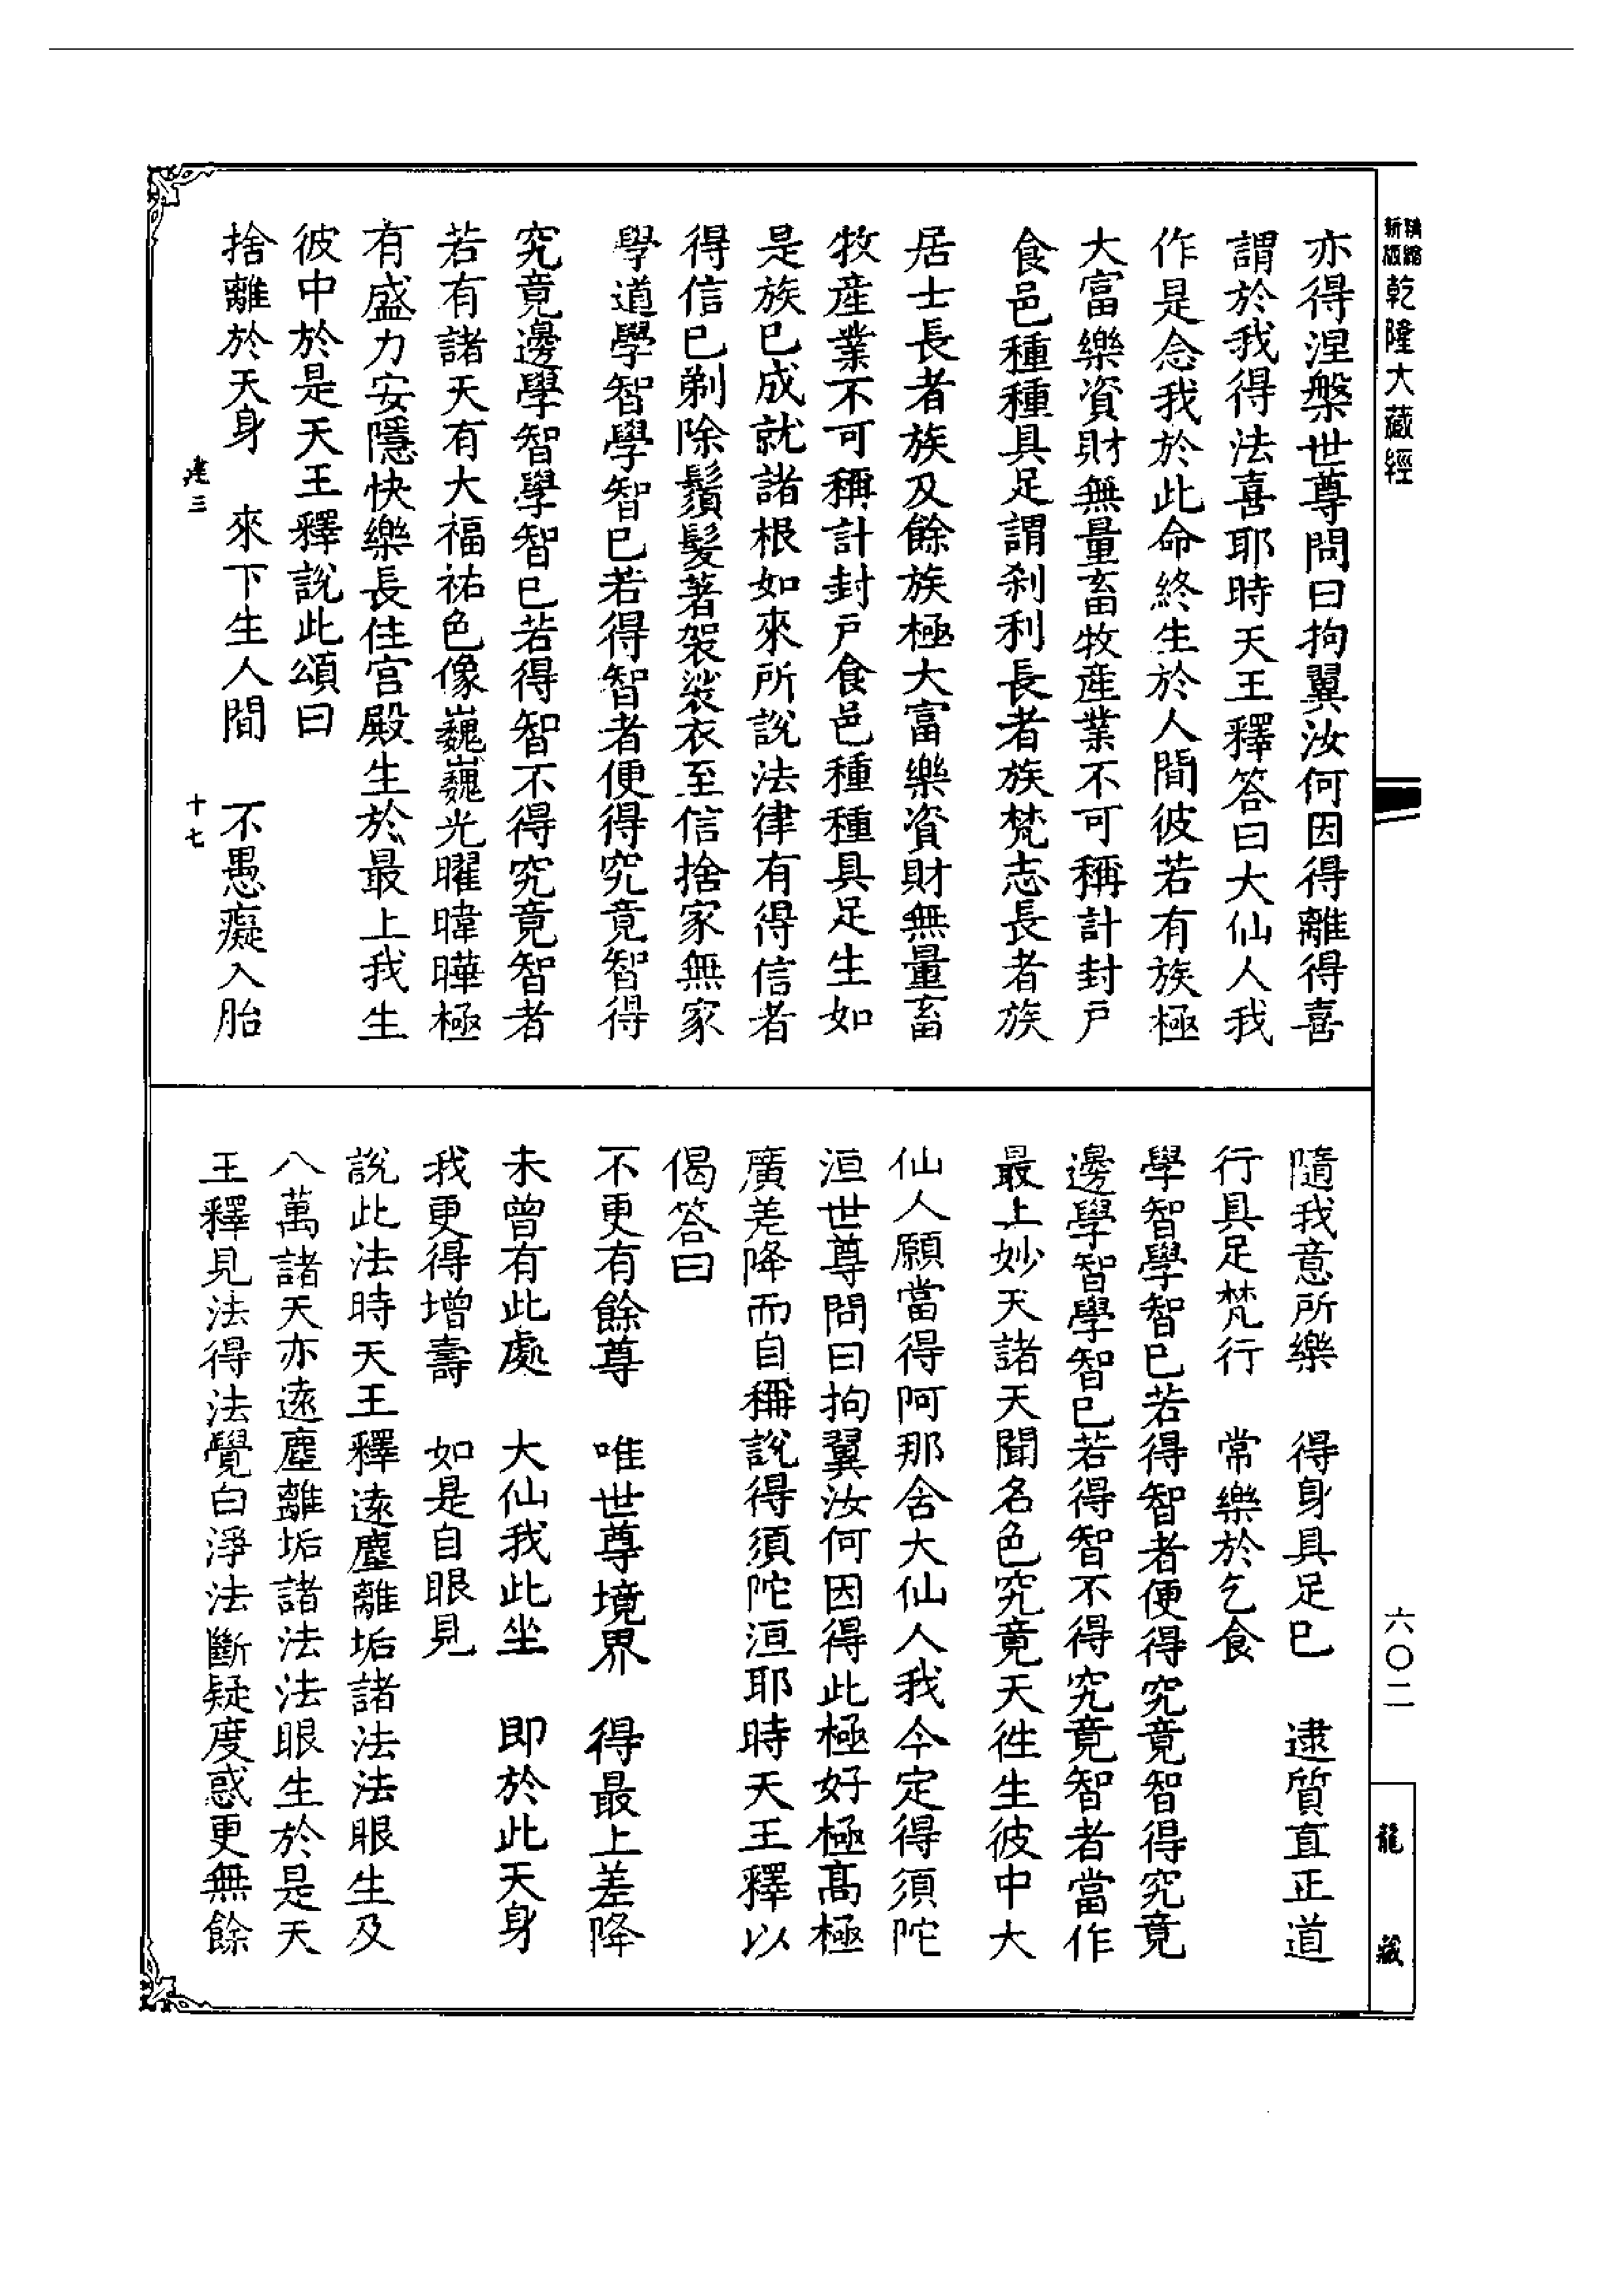 精縮新版乾隆大藏經
亦得涅槃世尊問曰拘翼汝何因得離得喜
謂於我得法喜耶時天王釋答曰大仙人我
作是念我於此命終生於人間彼若有族極
大富樂資財無量畜牧産業不可稱計封戶
食邑種種具足謂刹利長者族梵志長者族
居士長者族及餘族極大富樂資財無量畜
牧產業不可稱計封戶食邑種種具足生如
是族已成就諸根如來所說法律有得信者
得信已剃除鬚髮著袈裟衣至信捨家無家
學道學智學智已若得智者便得究竟智得
究竟邊學智學智已若得智不得究竟智者
若有諸天有大福祐色像巍巍光曜暐曄極
有盛力安隱快樂長住宮殿生於最上我生
彼中於是天王釋說此頌曰
捨離於天身　來下生人間　不愚癡入胎
建三　十七
隨我意所樂　得身具足已　逮質直正道
行具足梵行　常樂於乞食
學智學智已若得智者便得究竟智得究竟
邊學智學智已若得智不得究竟智者當作
最上妙天諸天聞名色究竟天徃生彼中大
仙人願當得阿那含大仙人我今定得須陀
洹世尊問曰拘翼汝何因得此極好極髙極
廣差降而自稱說得須陀洹耶時天王釋以
偈答曰
不更有餘尊　唯世尊境界　得最上差降
未曾有此處　大仙我此坐　即於此天身
我更得增壽　如是自眼見
說此法時天王釋遠塵離垢諸法法眼生及
八萬諸天亦遠塵離垢諸法法眼生於是天
王釋見法得法覺白淨法斷疑度惑更無餘
六〇二
龍藏